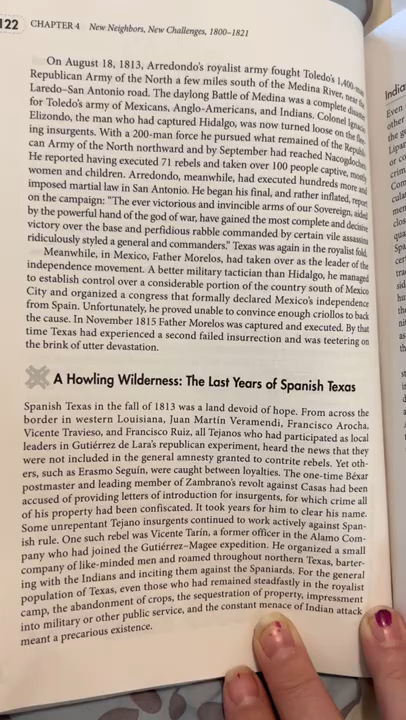 122 CHAPTER 4 New Neighbors, New Challenges, 1800–1821
On August 18, 1813, Arredondo's royalist army fought Toledo's 1,400-man
Republican Army of the North a few miles south of the Medina River, near the
Laredo–San Antonio road. The daylong Battle of Medina was a complete disaster
for Toledo's army of Mexicans, Anglo-Americans, and Indians. Colonel Ignacio
Elizondo, the man who had captured Hidalgo, was now turned loose on the flee-
ing insurgents. With a 200-man force he pursued what remained of the Republi-
can Army of the North northward and by September had reached Nacogdoches.
He reported having executed 71 rebels and taken over 100 people captive, mostly
women and children. Arredondo, meanwhile, had executed hundreds more and
imposed martial law in San Antonio. He began his final, and rather inflated, report
on the campaign: "The ever victorious and invincible arms of our Sovereign, aided
by the powerful hand of the god of war, have gained the most complete and decisive
victory over the base and perfidious rabble commanded by certain vile assassins
ridiculously styled a general and commanders." Texas was again in the royalist fold.
Meanwhile, in Mexico, Father Morelos, had taken over as the leader of the
independence movement. A better military tactician than Hidalgo, he managed
to establish control over a considerable portion of the country south of Mexico
City and organized a congress that formally declared Mexico's independence
from Spain. Unfortunately, he proved unable to convince enough criollos to back
the cause. In November 1815 Father Morelos was captured and executed. By that
time Texas had experienced a second failed insurrection and was teetering on
the brink of utter devastation.
A Howling Wilderness: The Last Years of Spanish Texas
Spanish Texas in the fall of 1813 was a land devoid of hope. From across the
border in western Louisiana, Juan Martín Veramendi, Francisco Arocha,
Vicente Travieso, and Francisco Ruiz, all Tejanos who had participated as local
leaders in Gutiérrez de Lara's republican experiment, heard the news that they
were not included in the general amnesty granted to contrite rebels. Yet oth-
ers, such as Erasmo Seguín, were caught between loyalties. The one-time Béxar
postmaster and leading member of Zambrano's revolt against Casas had been
accused of providing letters of introduction for insurgents, for which crime all
of his property had been confiscated. It took years for him to clear his name.
Some unrepentant Tejano insurgents continued to work actively against Span-
ish rule. One such rebel was Vicente Tarín, a former officer in the Alamo Com-
pany who had joined the Gutiérrez–Magee expedition. He organized a small
company of like-minded men and roamed throughout northern Texas, barter-
ing with the Indians and inciting them against the Spaniards. For the general
population of Texas, even those who had remained steadfastly in the royalist
camp, the abandonment of crops, the sequestration of property, impressment
into military or other public service, and the constant menace of Indian attack
meant a precarious existence.